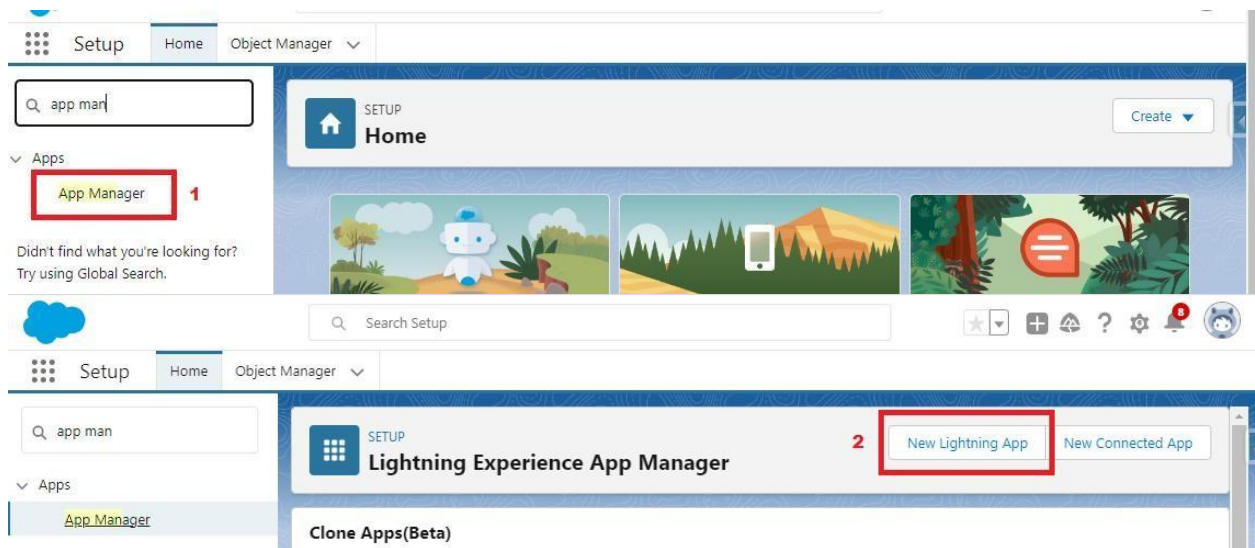 Setup Home Object Manager
app man
SETUP
Home
Create
Apps
App Manager 1
Didn't find what you're looking for?
Try using Global Search.
Search Setup
8
Setup Home Object Manager
app man
SETUP
Lightning Experience App Manager
2 New Lightning App New Connected App
Apps
App Manager
Clone Apps(Beta)